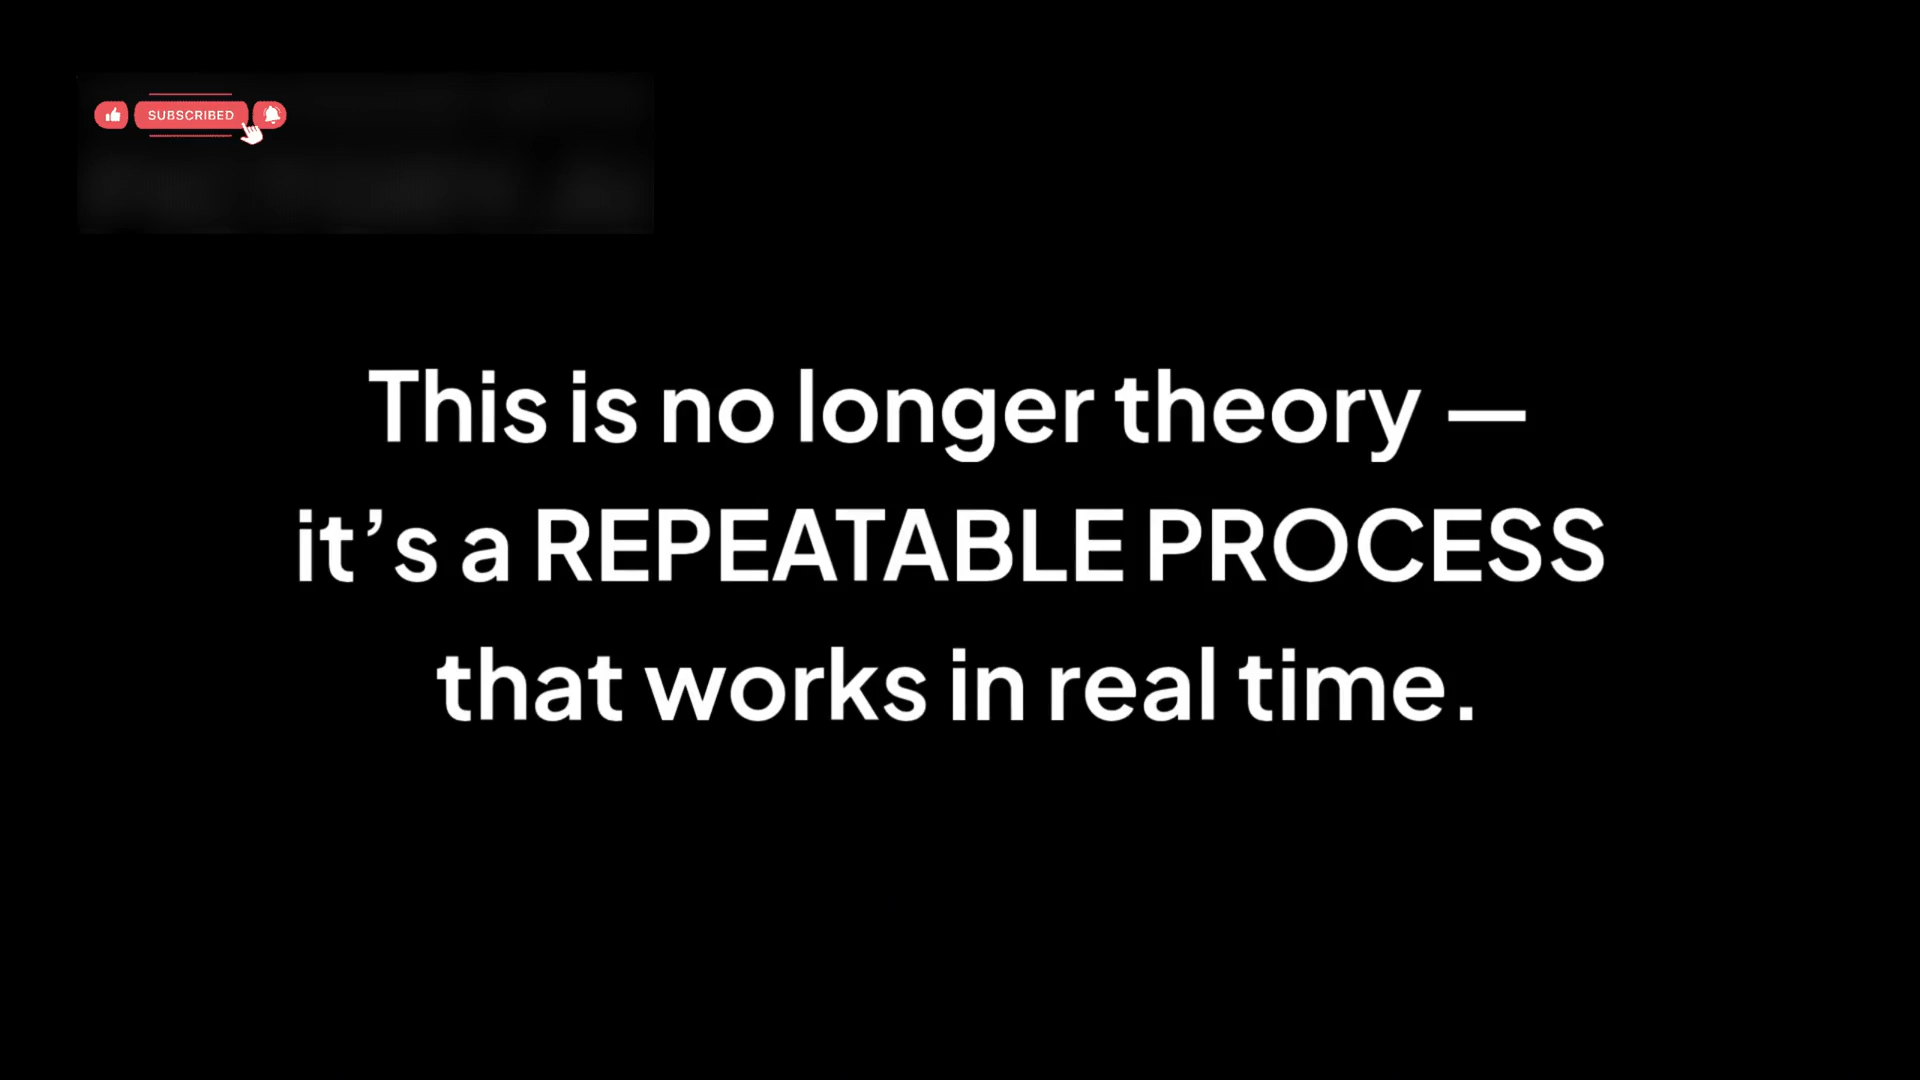 SUBSCRIBED
This is no longer theory —
it’s a REPEATABLE PROCESS
that works in real time.